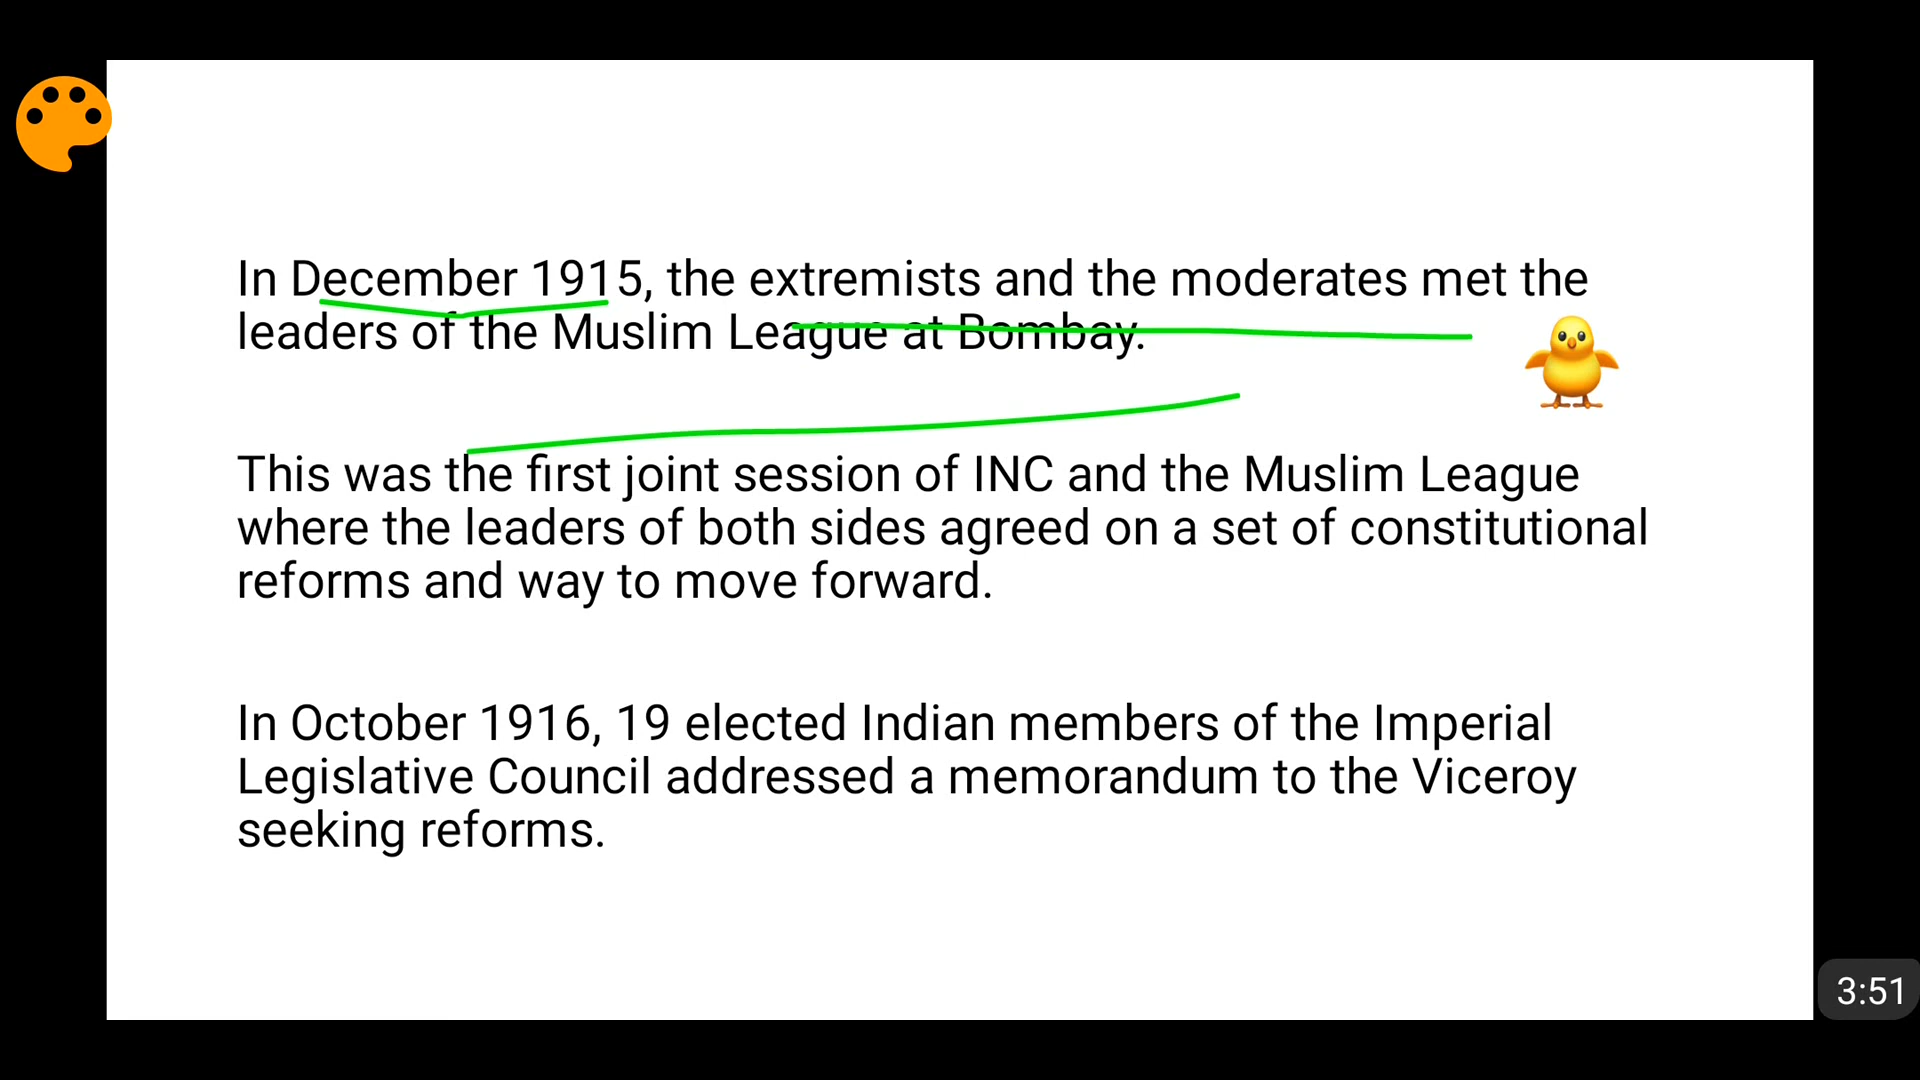 In December 1915, the extremists and the moderates met the
leaders of the Muslim League at Bombay.
This was the first joint session of INC and the Muslim League
where the leaders of both sides agreed on a set of constitutional
reforms and way to move forward.
In October 1916, 19 elected Indian members of the Imperial
Legislative Council addressed a memorandum to the Viceroy
seeking reforms.
3:51